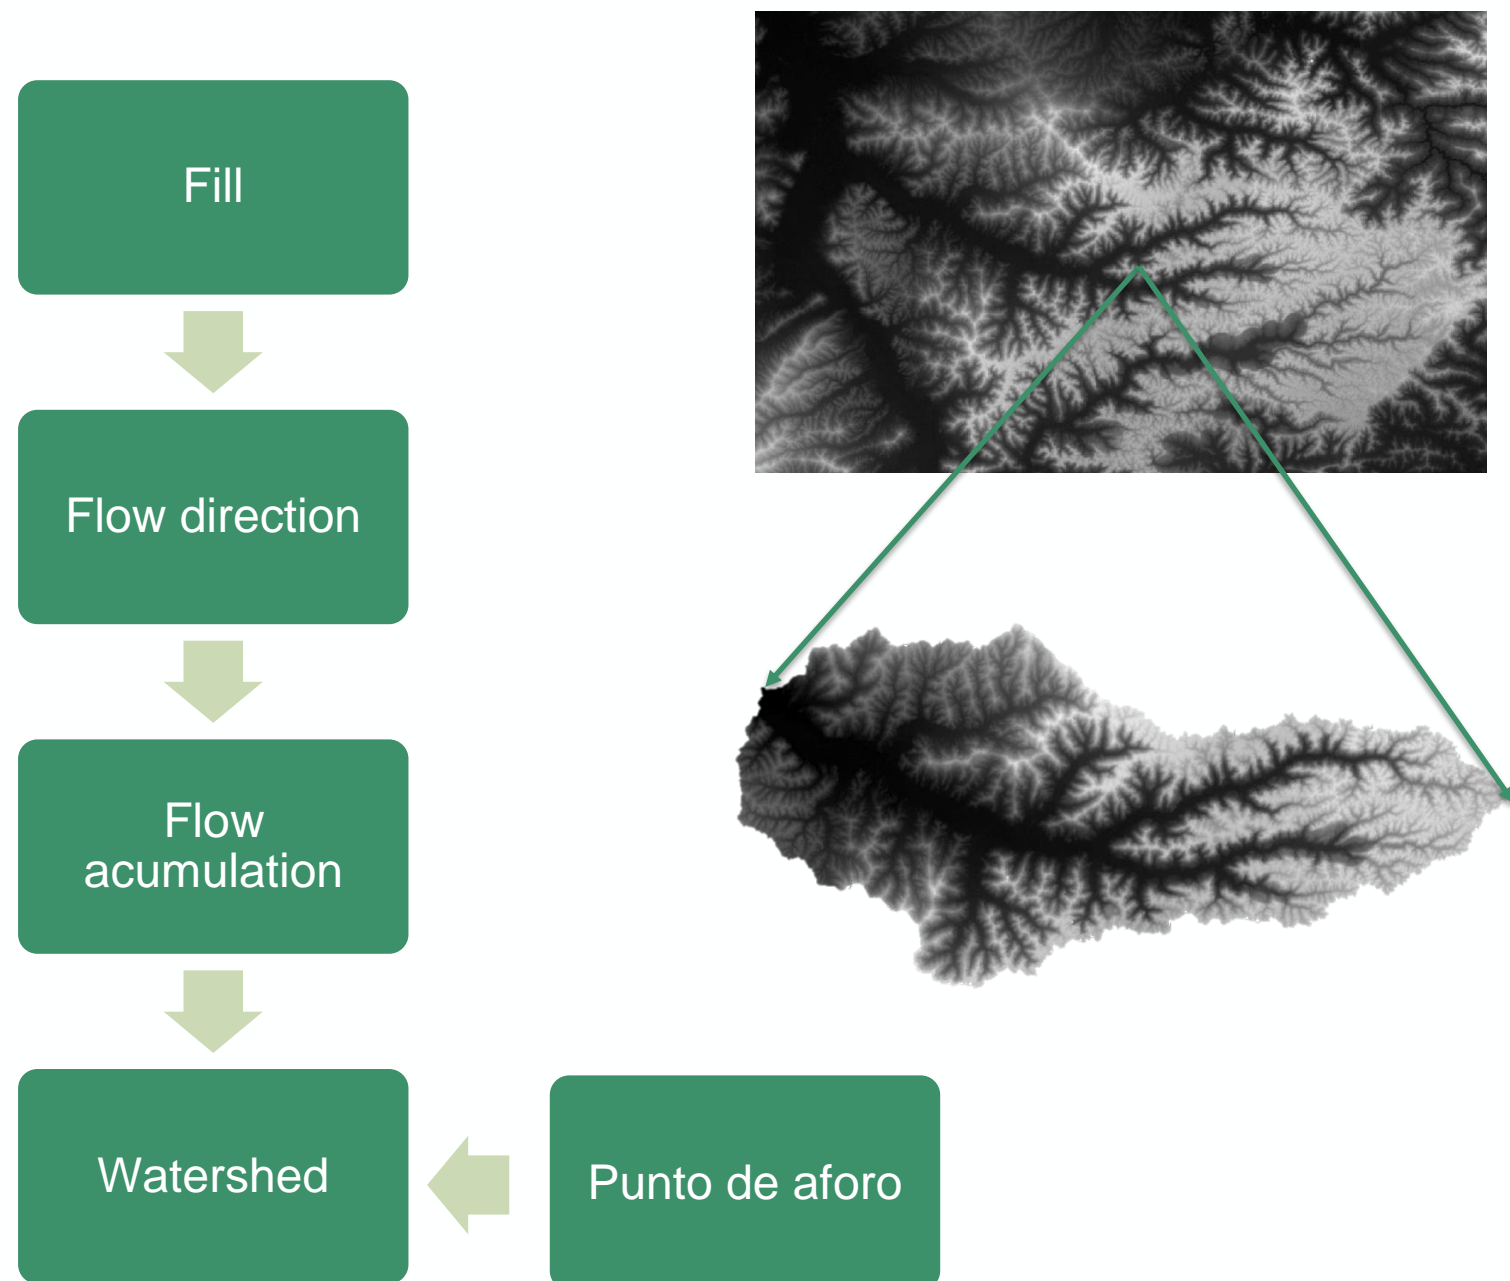 Fill
Flow direction
Flow
acumulation
Watershed
Punto de aforo